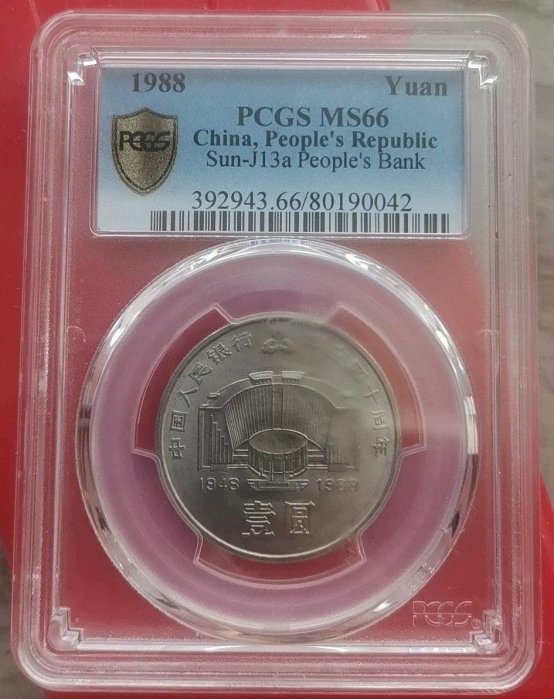 1988 Yuan
PCGS MS66
PCGS
China, People's Republic
Sun-J13a People's Bank
392943.66/80190042
中国人民银行 四十周年
1948 1988
壹圆
PCGS